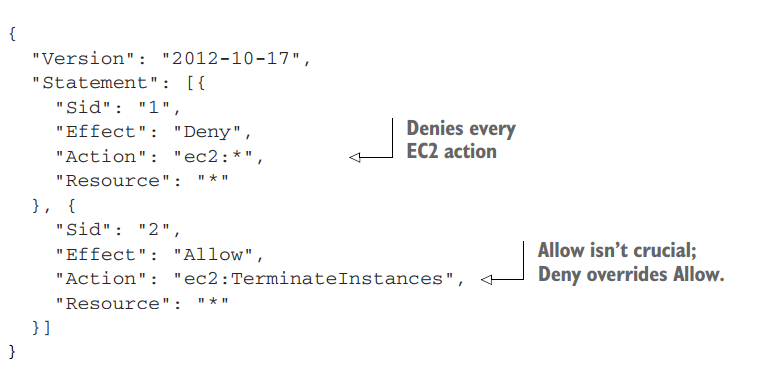 {
  "Version": "2012-10-17",
  "Statement": [{
    "Sid": "1",
    "Effect": "Deny",
    "Action": "ec2:*",
    "Resource": "*"
  }, {
    "Sid": "2",
    "Effect": "Allow",
    "Action": "ec2:TerminateInstances",
    "Resource": "*"
  }]
}
Denies every
EC2 action
Allow isn't crucial;
Deny overrides Allow.